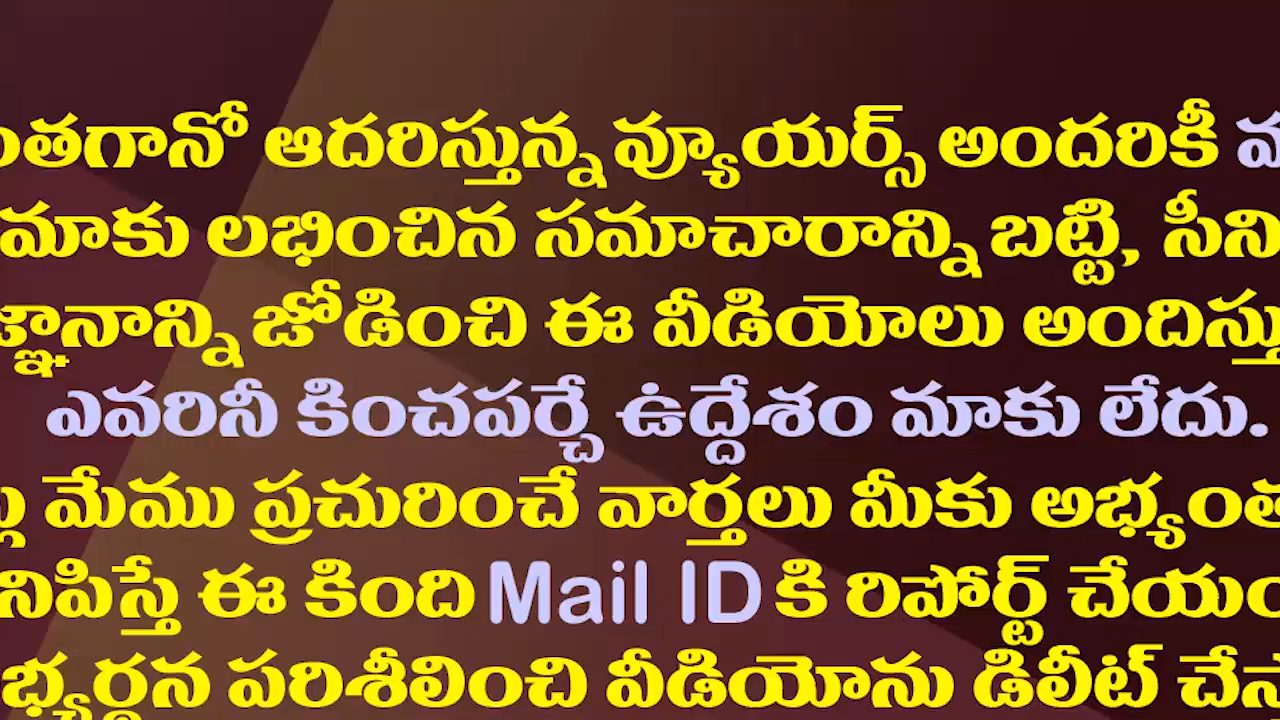 ంతగానో ఆదరిస్తున్న వ్యూయర్స్ అందరికీ
మాకు లభించిన సమాచారాన్ని బట్టి, సీని
జ్ఞానాన్ని జోడించి ఈ వీడియోలు అందిస్తు
ఎవరినీ కించపర్చే ఉద్దేశం మాకు లేదు.
మేము ప్రచురించే వార్తలు మీకు అభ్యంత
నిపిస్తే ఈ కింది Mail ID కి రిపోర్ట్ చేయం
భ్యర్థన పరిశీలించి వీడియోను డిలీట్ చేస